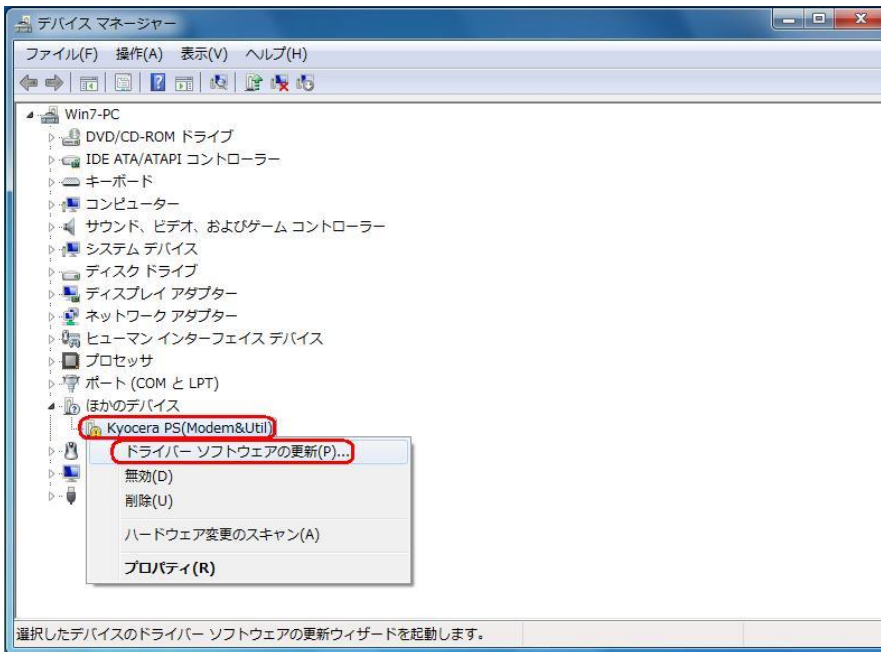 デバイス マネージャー
ファイル(F) 操作(A) 表示(V) ヘルプ(H)
Win7-PC
DVD/CD-ROM ドライブ
IDE ATA/ATAPI コントローラー
キーボード
コンピューター
サウンド、ビデオ、およびゲーム コントローラー
システム デバイス
ディスク ドライブ
ディスプレイ アダプター
ネットワーク アダプター
ヒューマン インターフェイス デバイス
プロセッサ
ポート (COM と LPT)
ほかのデバイス
Kyocera PS(Modem&Util)
ドライバー ソフトウェアの更新(P)...
無効(D)
削除(U)
ハードウェア変更のスキャン(A)
プロパティ(R)
選択したデバイスのドライバー ソフトウェアの更新ウィザードを起動します。